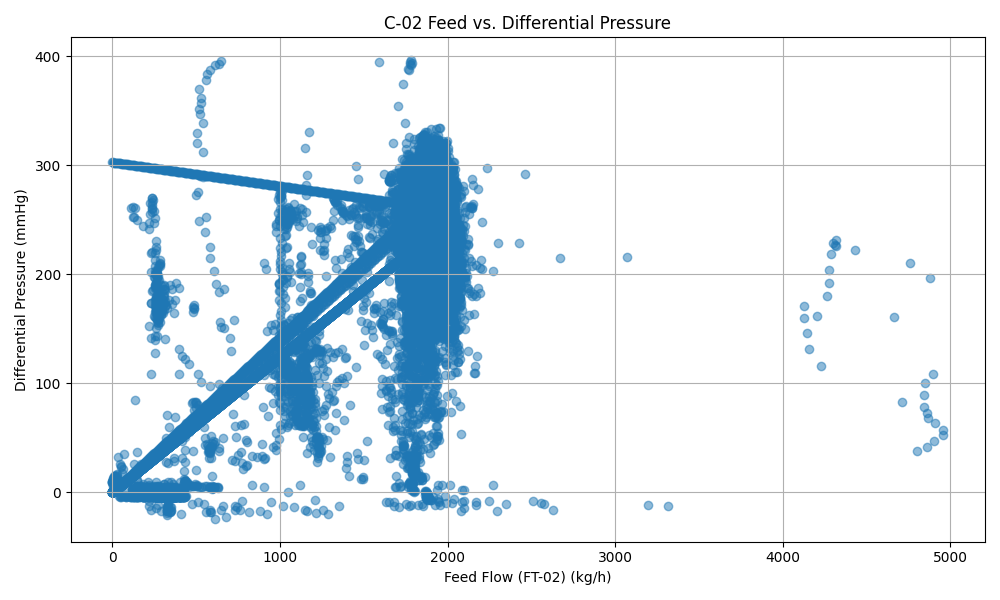 C-02 Feed vs. Differential Pressure
400
300
200
100
0
Differential Pressure (mmHg)
0 1000 2000 3000 4000 5000
Feed Flow (FT-02) (kg/h)